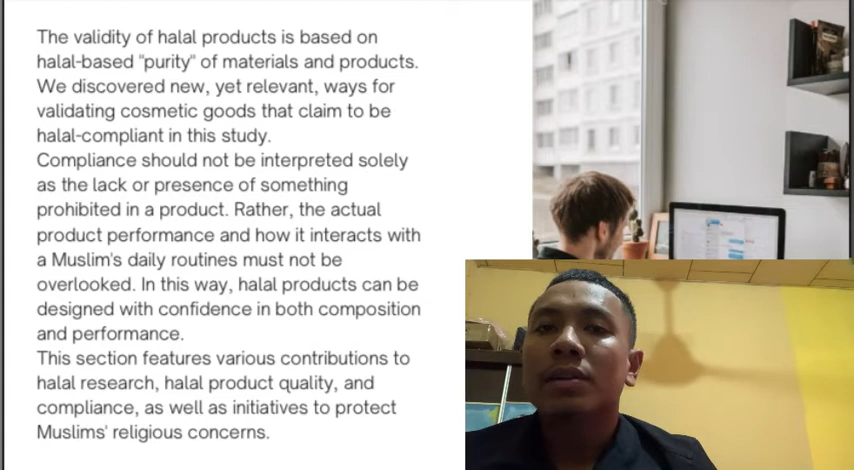 The validity of halal products is based on
halal-based "purity" of materials and products.
We discovered new, yet relevant, ways for
validating cosmetic goods that claim to be
halal-compliant in this study.
Compliance should not be interpreted solely
as the lack or presence of something
prohibited in a product. Rather, the actual
product performance and how it interacts with
a Muslim's daily routines must not be
overlooked. In this way, halal products can be
designed with confidence in both composition
and performance.
This section features various contributions to
halal research, halal product quality, and
compliance, as well as initiatives to protect
Muslims' religious concerns.